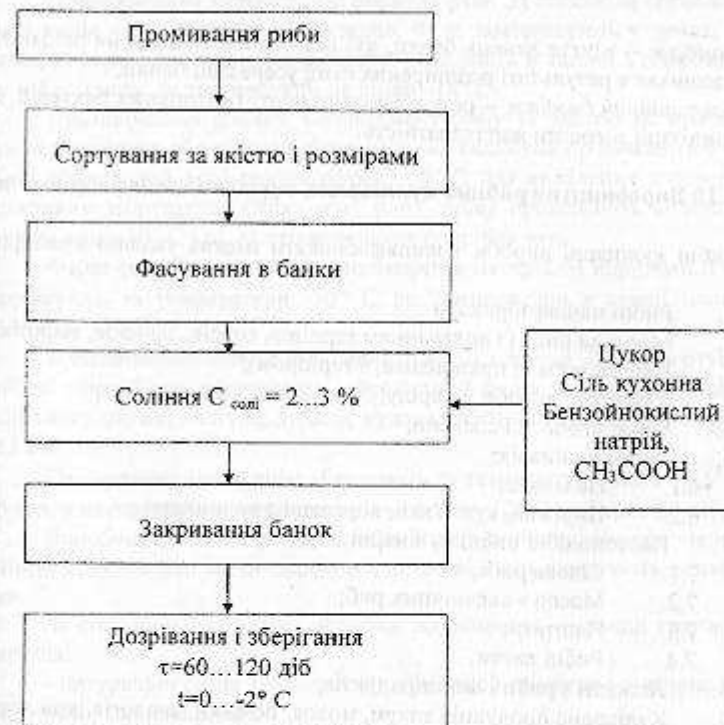 Промивання риби
Сортування за якістю і розмірами
Фасування в банки
Соління С солі = 2...3 %
Цукор
Сіль кухонна
Бензойнокислий
натрій,
CH₃COOH
Закривання банок
Дозрівання і зберігання
τ=60...120 діб
t=0...-2° С